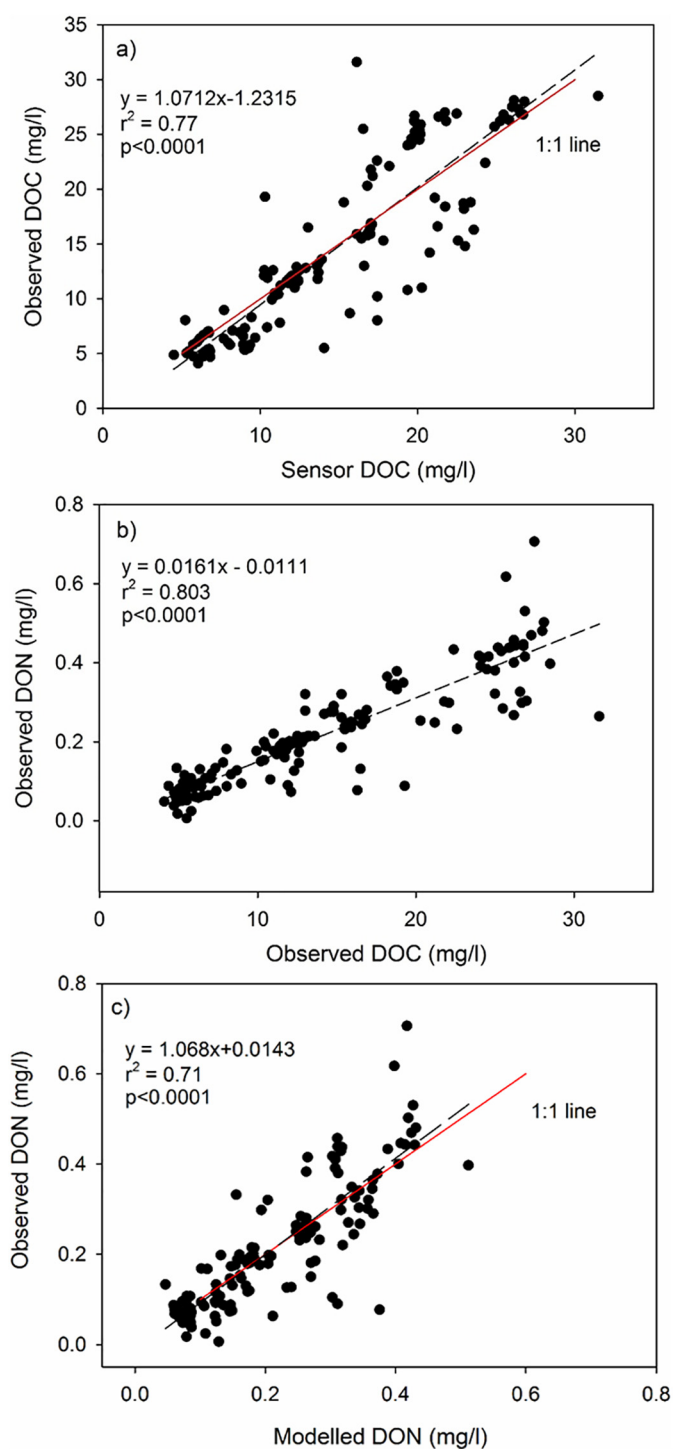 a)
y = 1.0712x-1.2315
r² = 0.77
p<0.0001
1:1 line
35
30
25
20
15
10
5
0
Observed DOC (mg/l)
0 10 20 30
Sensor DOC (mg/l)
b)
y = 0.0161x - 0.0111
r² = 0.803
p<0.0001
0.8
0.6
0.4
0.2
0.0
Observed DON (mg/l)
0 10 20 30
Observed DOC (mg/l)
c)
y = 1.068x+0.0143
r² = 0.71
p<0.0001
1:1 line
0.8
0.6
0.4
0.2
0.0
Observed DON (mg/l)
0.0 0.2 0.4 0.6 0.8
Modelled DON (mg/l)